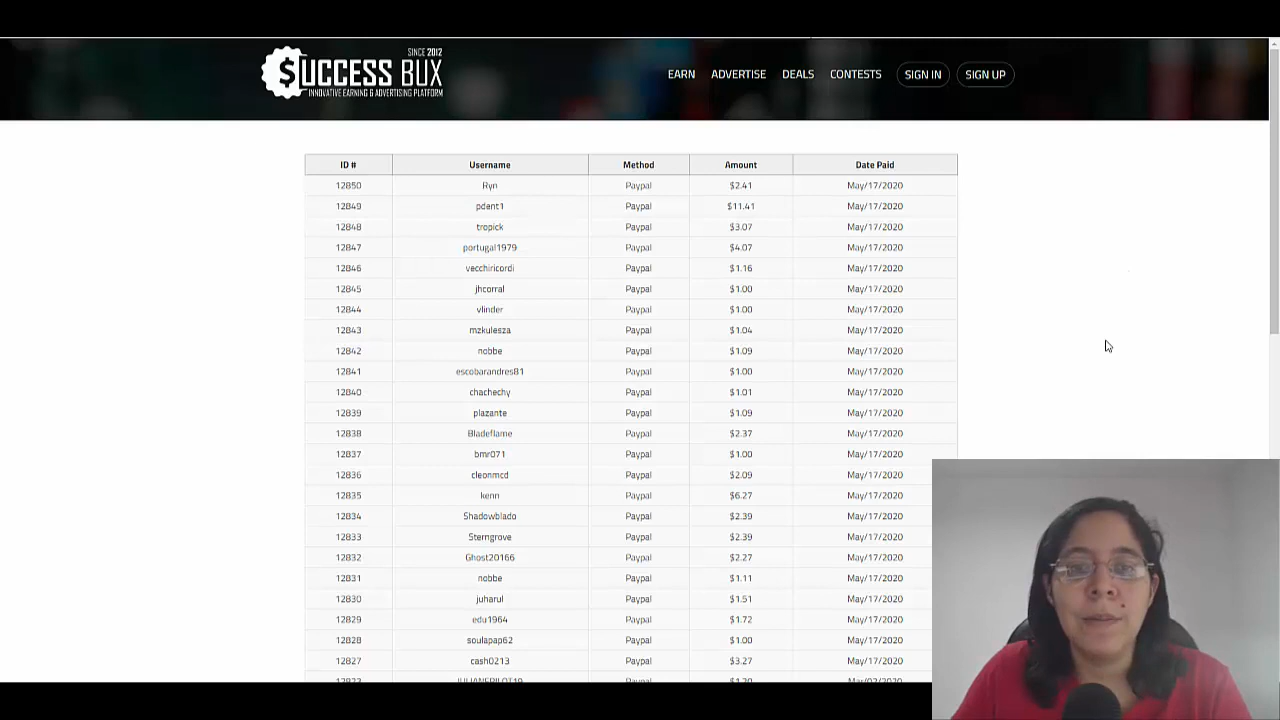 SINCE 2012
$UCCESS BUX
INNOVATIVE EARNING & ADVERTISING PLATFORM
EARN ADVERTISE DEALS CONTESTS SIGN IN SIGN UP
ID # Username Method Amount Date Paid
12850 Ryn Paypal $2.41 May/17/2020
12849 pdent1 Paypal $11.41 May/17/2020
12848 tropick Paypal $3.07 May/17/2020
12847 portugal1979 Paypal $4.07 May/17/2020
12846 vecchiricordi Paypal $1.16 May/17/2020
12845 jhcorral Paypal $1.00 May/17/2020
12844 vlinder Paypal $1.00 May/17/2020
12843 mzkulesza Paypal $1.04 May/17/2020
12842 nobbe Paypal $1.09 May/17/2020
12841 escobarandres81 Paypal $1.00 May/17/2020
12840 chachechy Paypal $1.01 May/17/2020
12839 plazante Paypal $1.09 May/17/2020
12838 Bladeflame Paypal $2.37 May/17/2020
12837 bmr071 Paypal $1.00 May/17/2020
12836 cleonmcd Paypal $2.09 May/17/2020
12835 kenn Paypal $6.27 May/17/2020
12834 Shadowblado Paypal $2.39 May/17/2020
12833 Sterngrove Paypal $2.39 May/17/2020
12832 Ghost20166 Paypal $2.27 May/17/2020
12831 nobbe Paypal $1.11 May/17/2020
12830 juharul Paypal $1.51 May/17/2020
12829 edu1964 Paypal $1.72 May/17/2020
12828 soulapap62 Paypal $1.00 May/17/2020
12827 cash0213 Paypal $3.27 May/17/2020